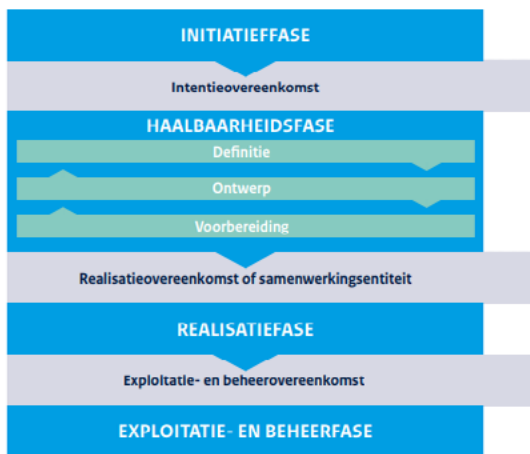 INITIATIEFFASE
Intentieovereenkomst
HAALBAARHEIDSFASE
Definitie
Ontwerp
Voorbereiding
Realisatieovereenkomst of samenwerkingsentiteit
REALISATIEFASE
Exploitatie- en beheerovereenkomst
EXPLOITATIE- EN BEHEERFASE